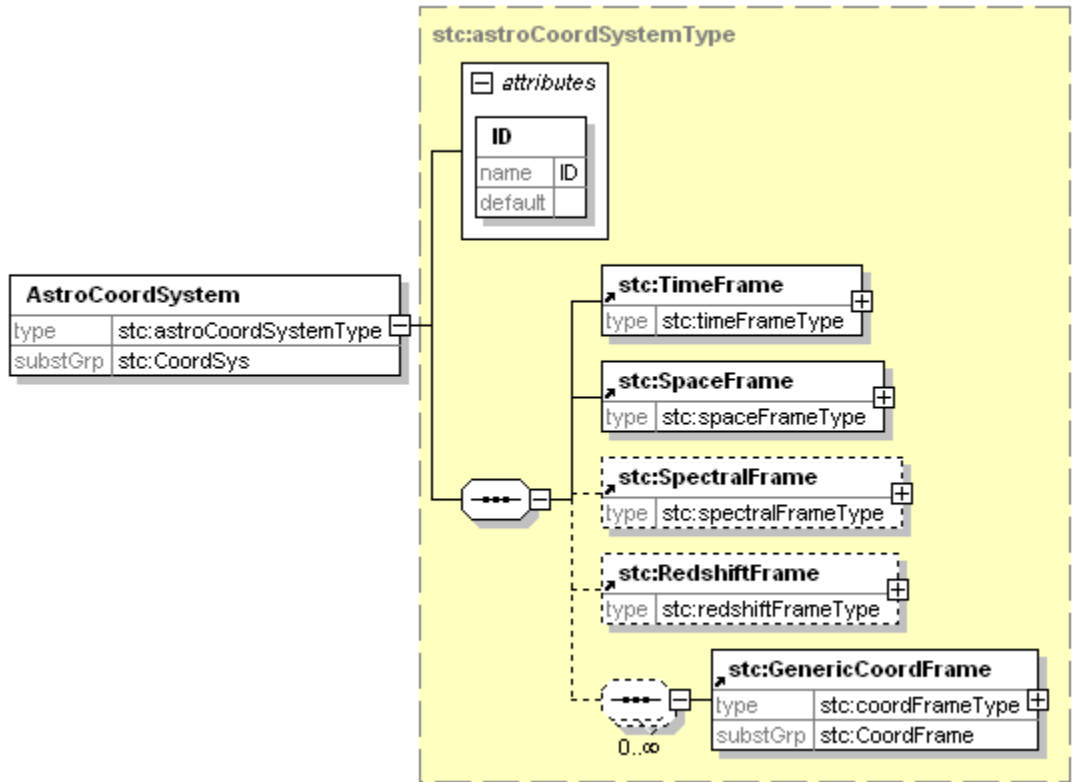 stc:astroCoordSystemType
attributes
ID
name ID
default
AstroCoordSystem
type stc:astroCoordSystemType
substGrp stc:CoordSys
stc:TimeFrame
type stc:timeFrameType
stc:SpaceFrame
type stc:spaceFrameType
stc:SpectralFrame
type stc:spectralFrameType
stc:RedshiftFrame
type stc:redshiftFrameType
stc:GenericCoordFrame
type stc:coordFrameType
substGrp stc:CoordFrame
0..∞